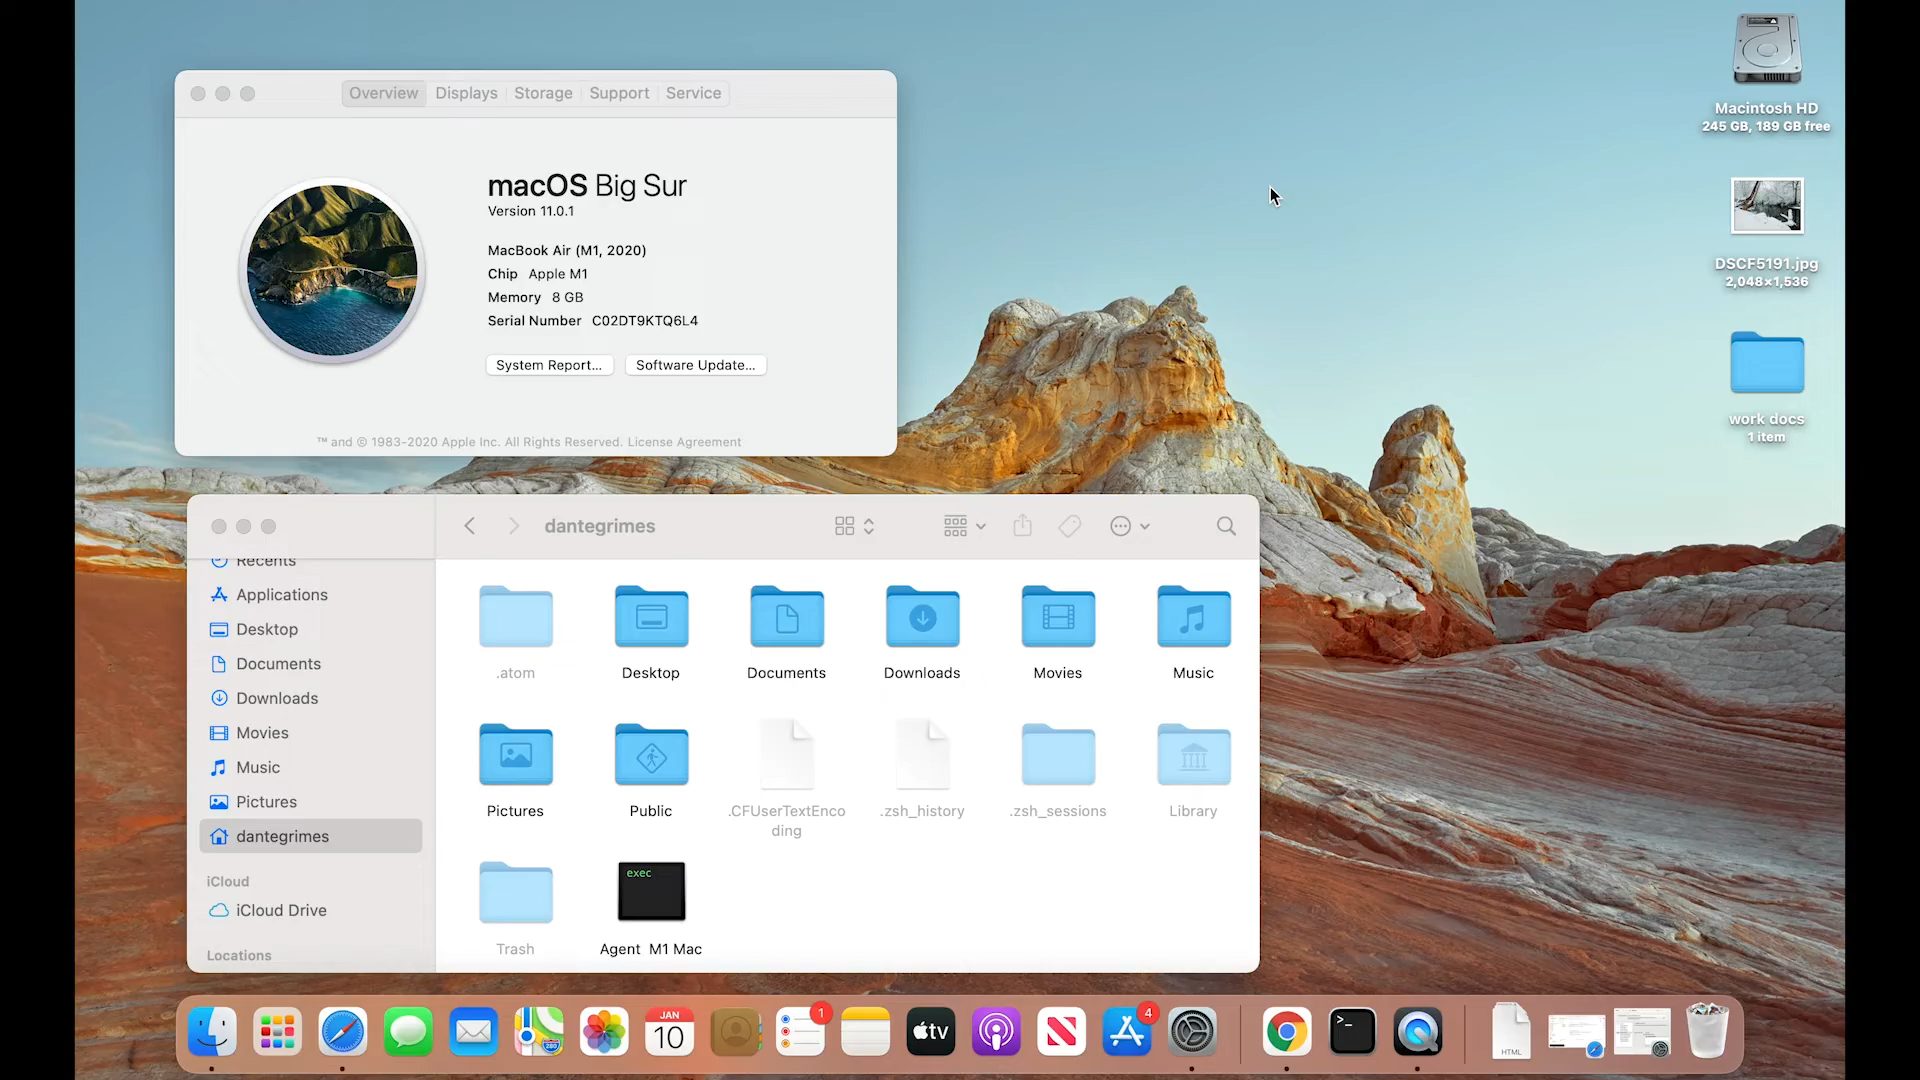 Overview Displays Storage Support Service
macOS Big Sur
Version 11.0.1
MacBook Air (M1, 2020)
Chip Apple M1
Memory 8 GB
Serial Number C02DT9KTQ6L4
System Report... Software Update...
™ and © 1983-2020 Apple Inc. All Rights Reserved. License Agreement
Macintosh HD
245 GB, 189 GB free
DSCF5191.jpg
2,048×1,536
work docs
1 item
dantegrimes
Recents
Applications
Desktop
Documents
Downloads
Movies
Music
Pictures
dantegrimes
iCloud
iCloud Drive
Locations
.atom
Desktop
Documents
Downloads
Movies
Music
Pictures
Public
.CFUserTextEnco
ding
.zsh_history
.zsh_sessions
Library
Trash
exec
Agent M1 Mac
280
JAN
10
1
tv
4
>_
HTML